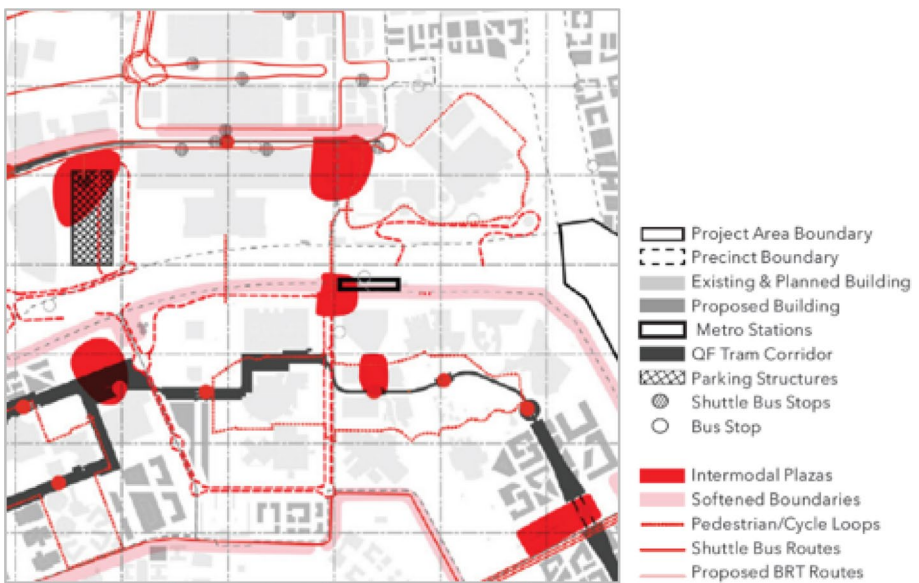 Project Area Boundary
Precinct Boundary
Existing & Planned Building
Proposed Building
Metro Stations
QF Tram Corridor
Parking Structures
Shuttle Bus Stops
Bus Stop
Intermodal Plazas
Softened Boundaries
Pedestrian/Cycle Loops
Shuttle Bus Routes
Proposed BRT Routes